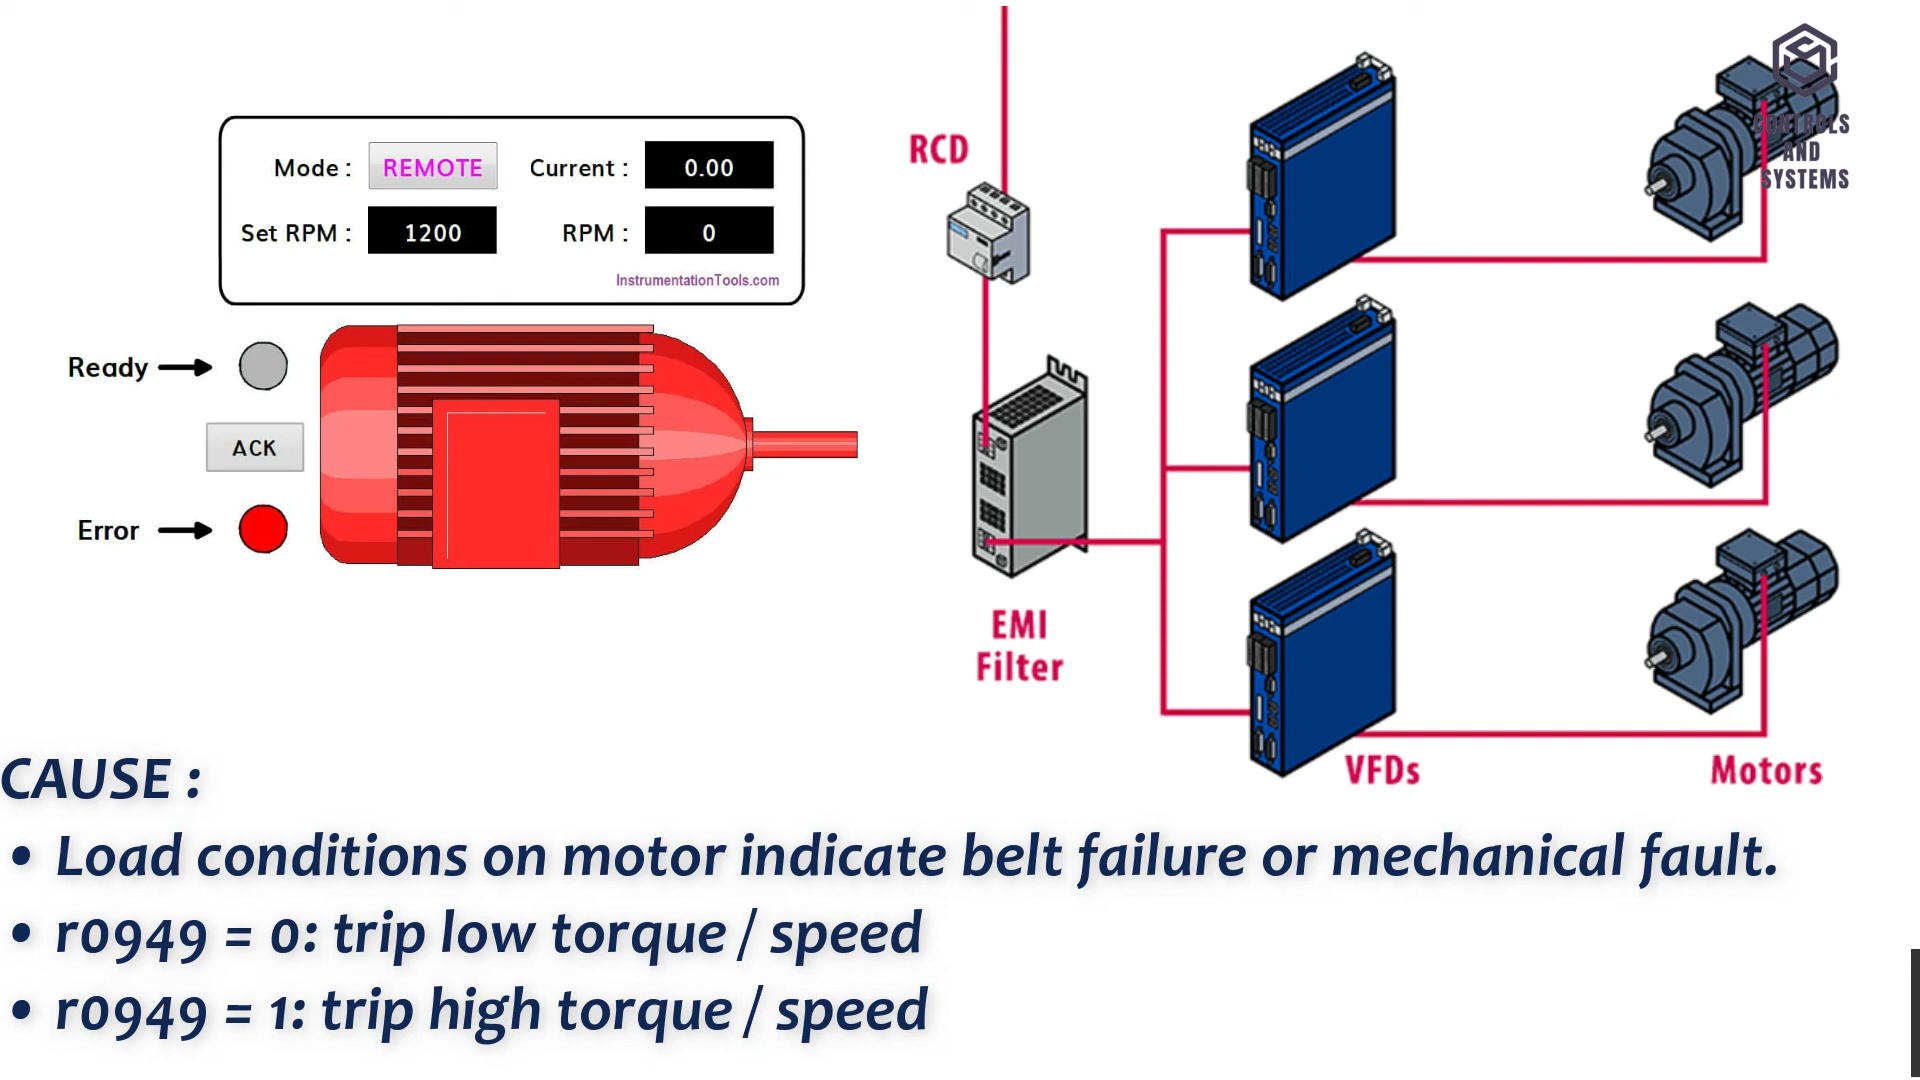 Mode : REMOTE Current : 0.00
Set RPM : 1200 RPM : 0
InstrumentationTools.com
Ready
ACK
Error
RCD
EMI
Filter
VFDs
Motors
CONTROLS
AND
SYSTEMS
CAUSE :
• Load conditions on motor indicate belt failure or mechanical fault.
• r0949 = 0: trip low torque / speed
• r0949 = 1: trip high torque / speed